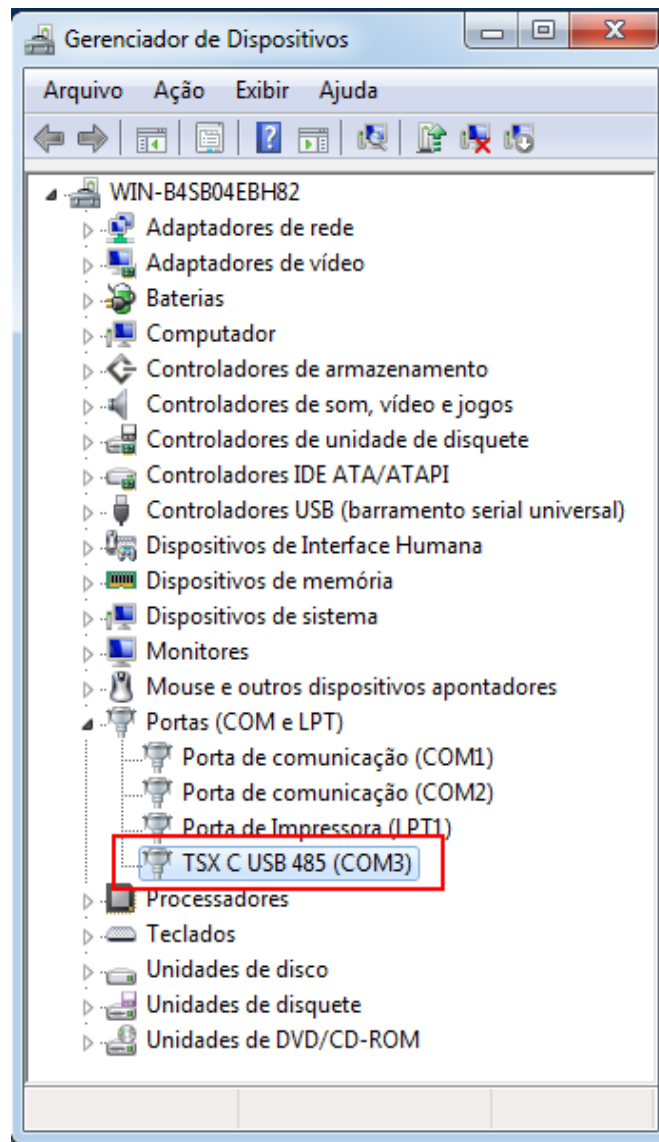 Gerenciador de Dispositivos
Arquivo Ação Exibir Ajuda
WIN-B4SB04EBH82
Adaptadores de rede
Adaptadores de vídeo
Baterias
Computador
Controladores de armazenamento
Controladores de som, vídeo e jogos
Controladores de unidade de disquete
Controladores IDE ATA/ATAPI
Controladores USB (barramento serial universal)
Dispositivos de Interface Humana
Dispositivos de memória
Dispositivos de sistema
Monitores
Mouse e outros dispositivos apontadores
Portas (COM e LPT)
Porta de comunicação (COM1)
Porta de comunicação (COM2)
Porta de Impressora (LPT1)
TSX C USB 485 (COM3)
Processadores
Teclados
Unidades de disco
Unidades de disquete
Unidades de DVD/CD-ROM